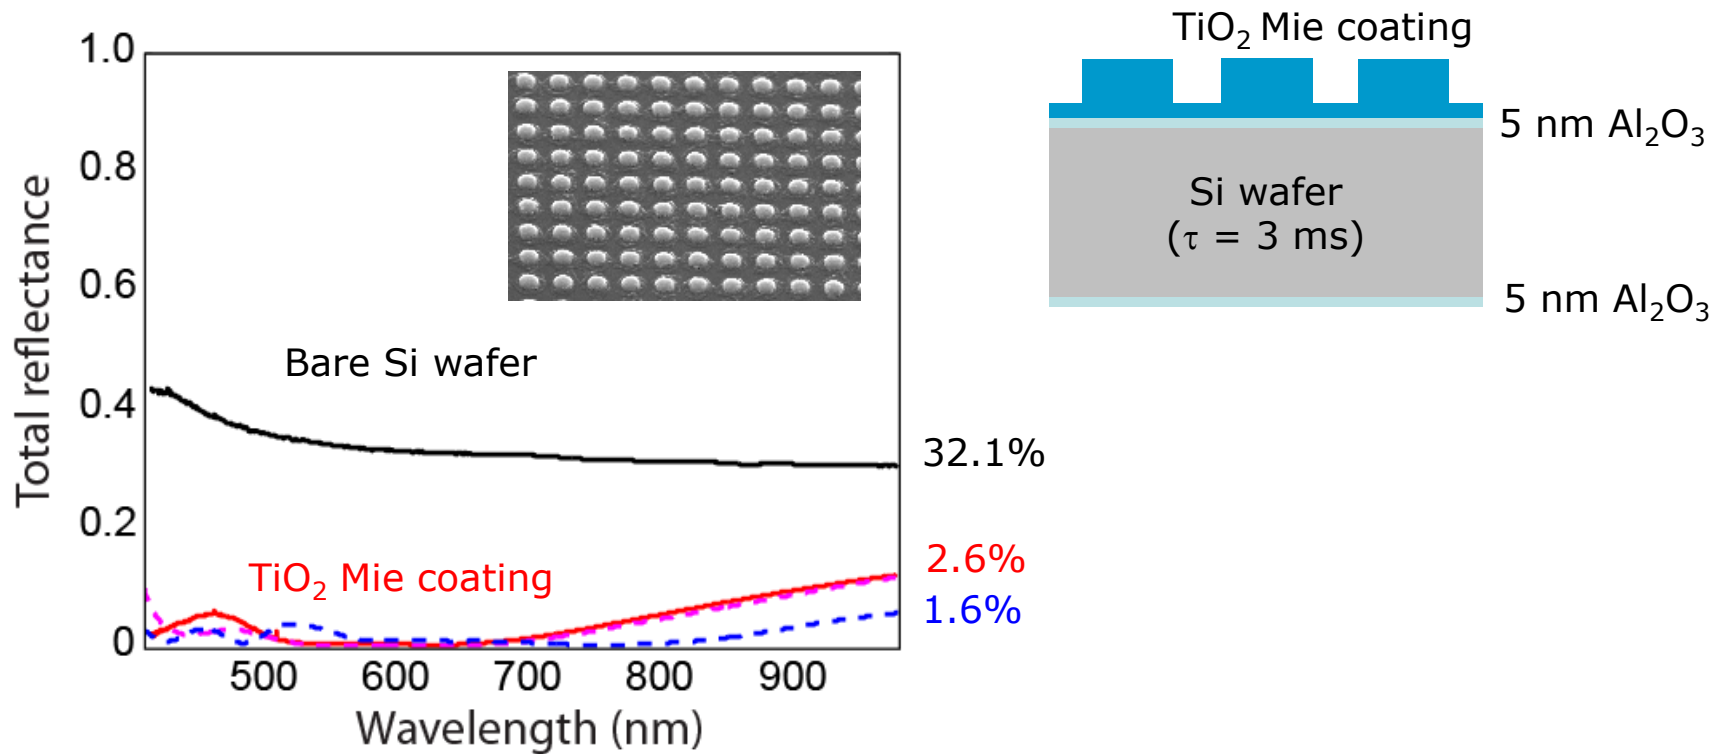 TiO₂ Mie coating
5 nm Al₂O₃
Si wafer
(τ = 3 ms)
5 nm Al₂O₃
Total reflectance
1.0
0.8
0.6
0.4
0.2
0
Bare Si wafer
32.1%
TiO₂ Mie coating
2.6%
1.6%
500 600 700 800 900
Wavelength (nm)